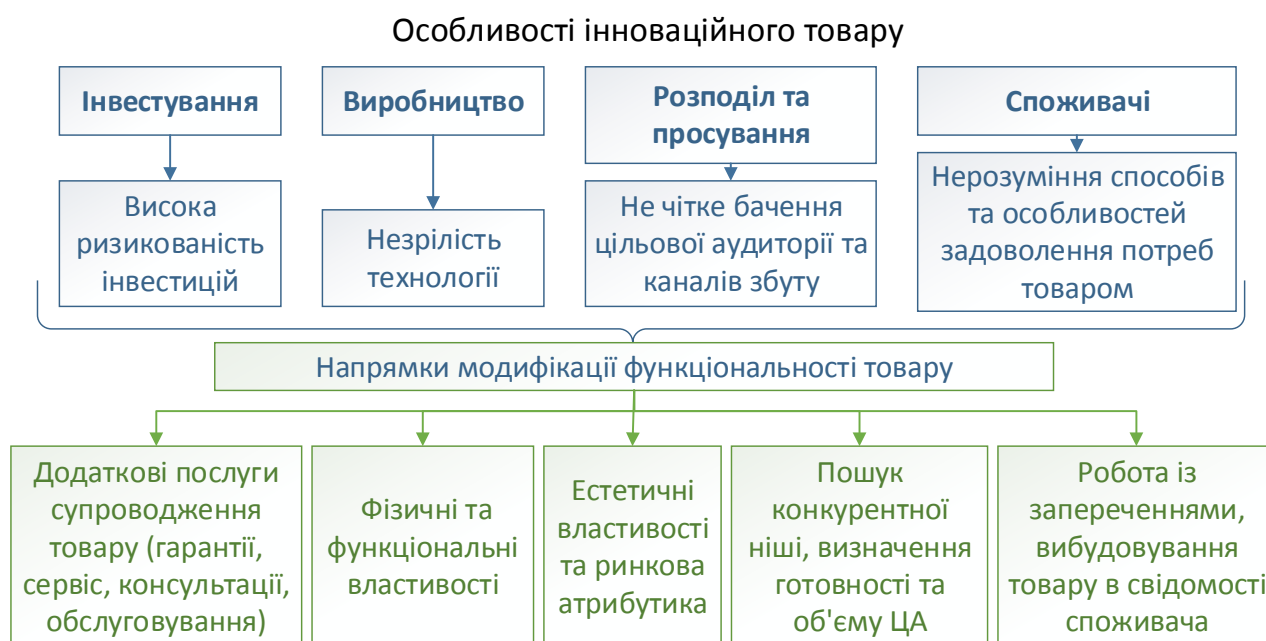 Особливості інноваційного товару
Інвестування
Виробництво
Розподіл та
просування
Споживачі
Висока
ризикованість
інвестицій
Незрілість
технології
Не чітке бачення
цільової аудиторії та
каналів збуту
Нерозуміння способів
та особливостей
задоволення потреб
товаром
Напрямки модифікації функціональності товару
Додаткові послуги
супроводження
товару (гарантії,
сервіс, консультації,
обслуговування)
Фізичні та
функціональні
властивості
Естетичні
властивості
та ринкова
атрибутика
Пошук
конкурентної
ніші, визначення
готовності та
об'єму ЦА
Робота із
запереченнями,
вибудовування
товару в свідомості
споживача